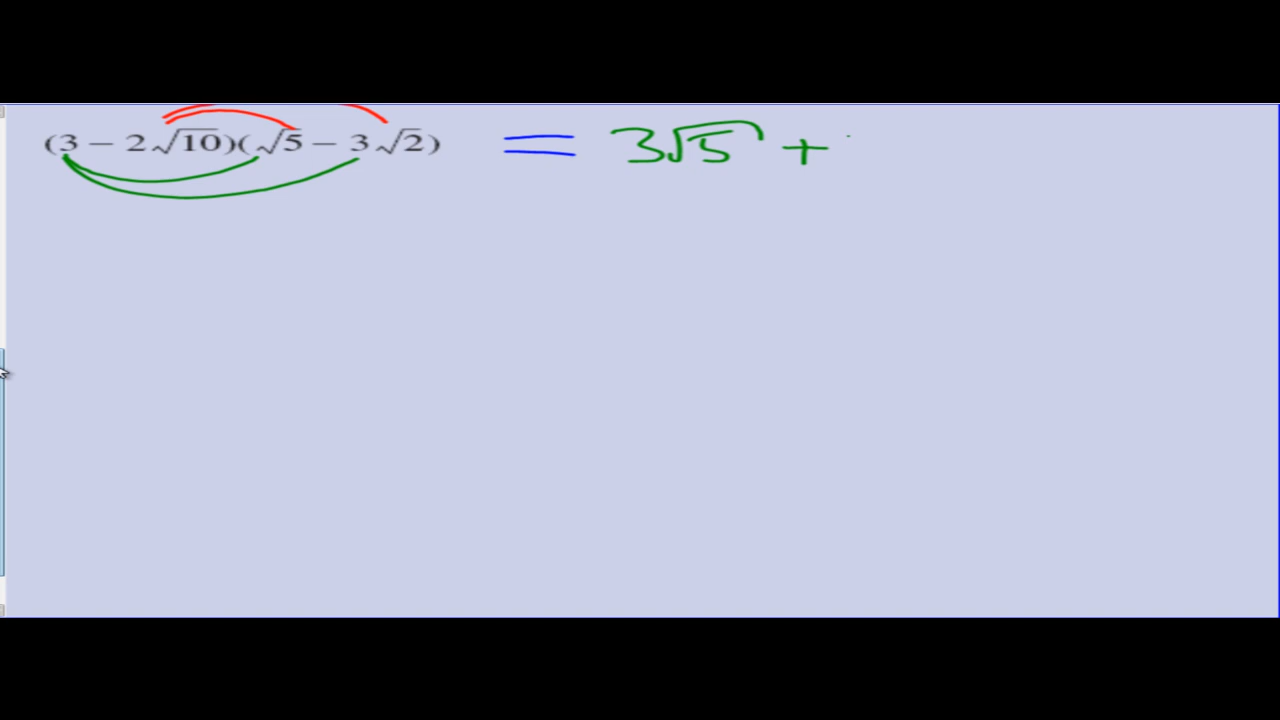 (3 − 2√10)(√5 − 3√2) = 3√5 +